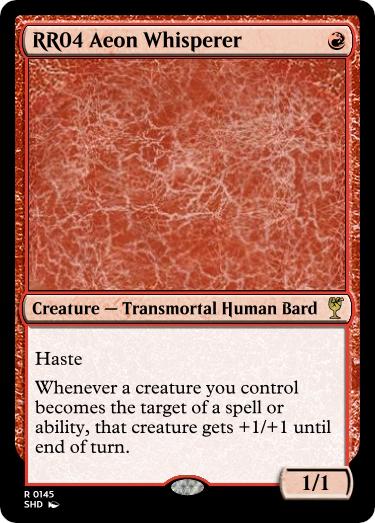 RR04 Aeon Whisperer
Creature — Transmortal Human Bard
Haste
Whenever a creature you control
becomes the target of a spell or
ability, that creature gets +1/+1 until
end of turn.
1/1
R 0145
SHD